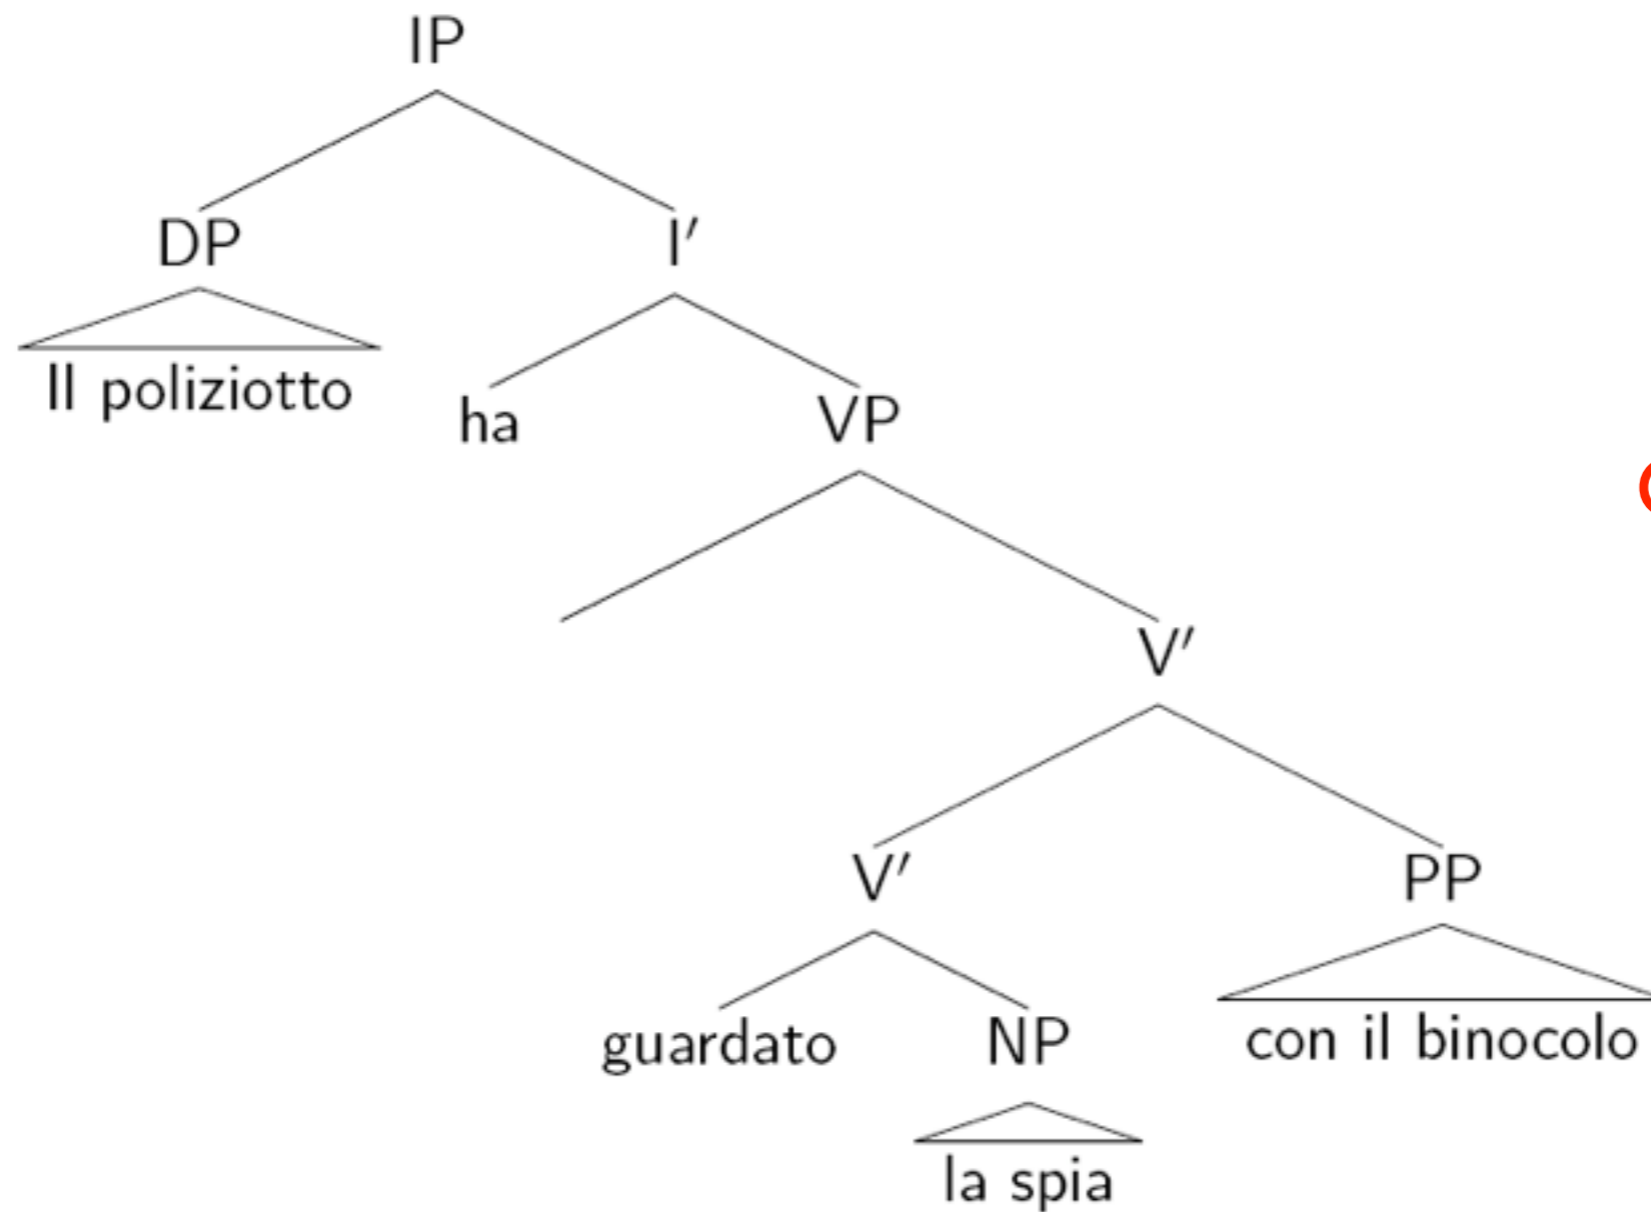 IP
DP I′
Il poliziotto
ha VP
V′
V′ PP
guardato NP con il binocolo
la spia